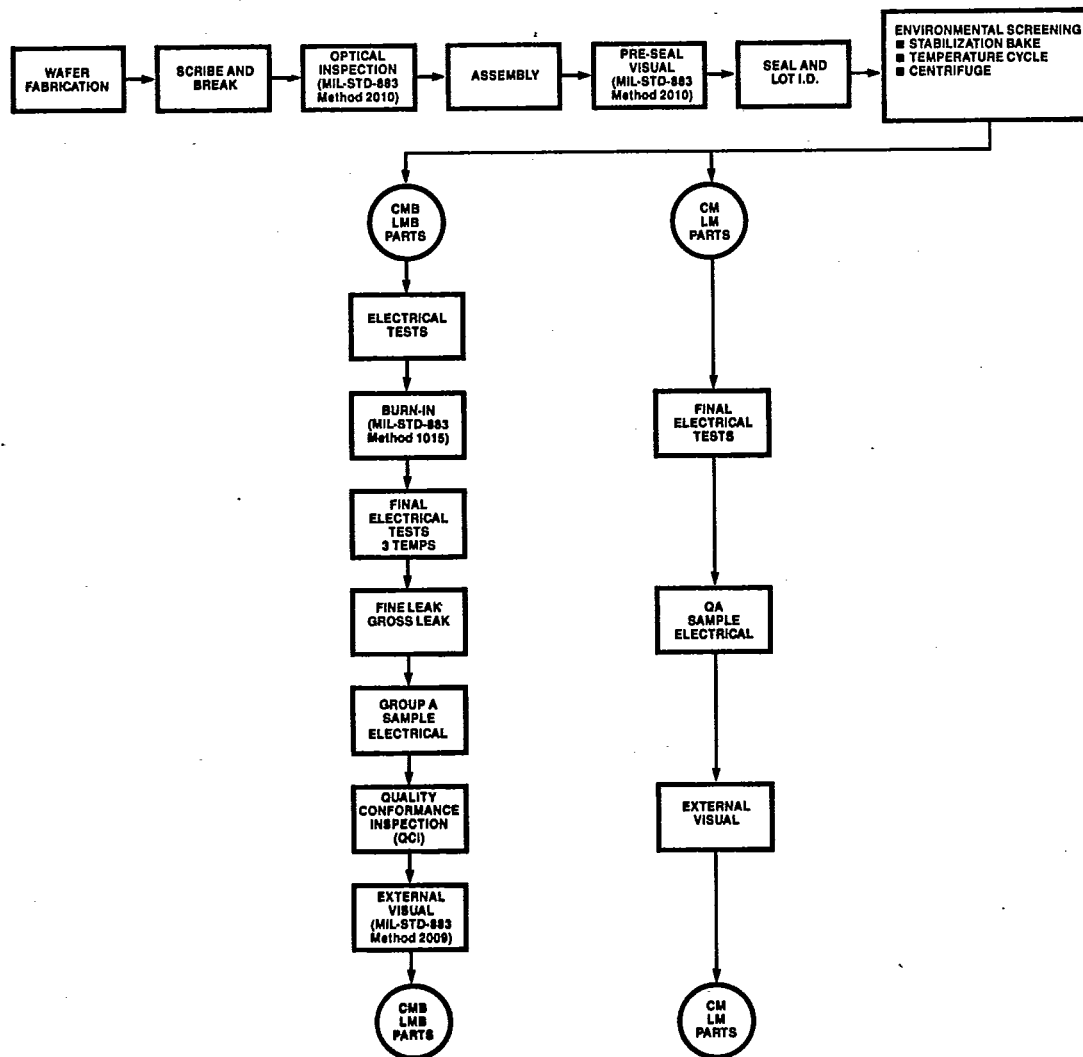 WAFER
FABRICATION
SCRIBE AND
BREAK
OPTICAL
INSPECTION
(MIL-STD-883
Method 2010)
ASSEMBLY
PRE-SEAL
VISUAL
(MIL-STD-883
Method 2010)
SEAL AND
LOT I.D.
ENVIRONMENTAL SCREENING
■ STABILIZATION BAKE
■ TEMPERATURE CYCLE
■ CENTRIFUGE
CMB
LMB
PARTS
ELECTRICAL
TESTS
BURN-IN
(MIL-STD-883
Method 1015)
FINAL
ELECTRICAL
TESTS
3 TEMPS
FINE LEAK
GROSS LEAK
GROUP A
SAMPLE
ELECTRICAL
QUALITY
CONFORMANCE
INSPECTION
(QCI)
EXTERNAL
VISUAL
(MIL-STD-883
Method 2009)
CMB
LMB
PARTS
CM
LM
PARTS
FINAL
ELECTRICAL
TESTS
QA
SAMPLE
ELECTRICAL
EXTERNAL
VISUAL
CM
LM
PARTS